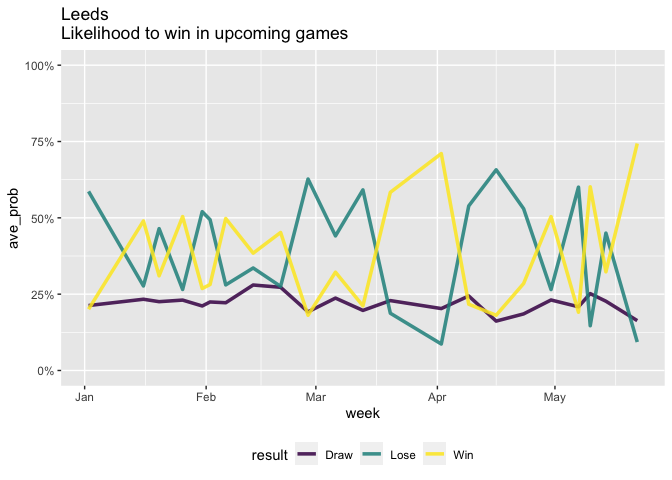 Leeds
Likelihood to win in upcoming games
100%
75%
50%
25%
0%
ave_prob
Jan Feb Mar Apr May
week
result Draw Lose Win